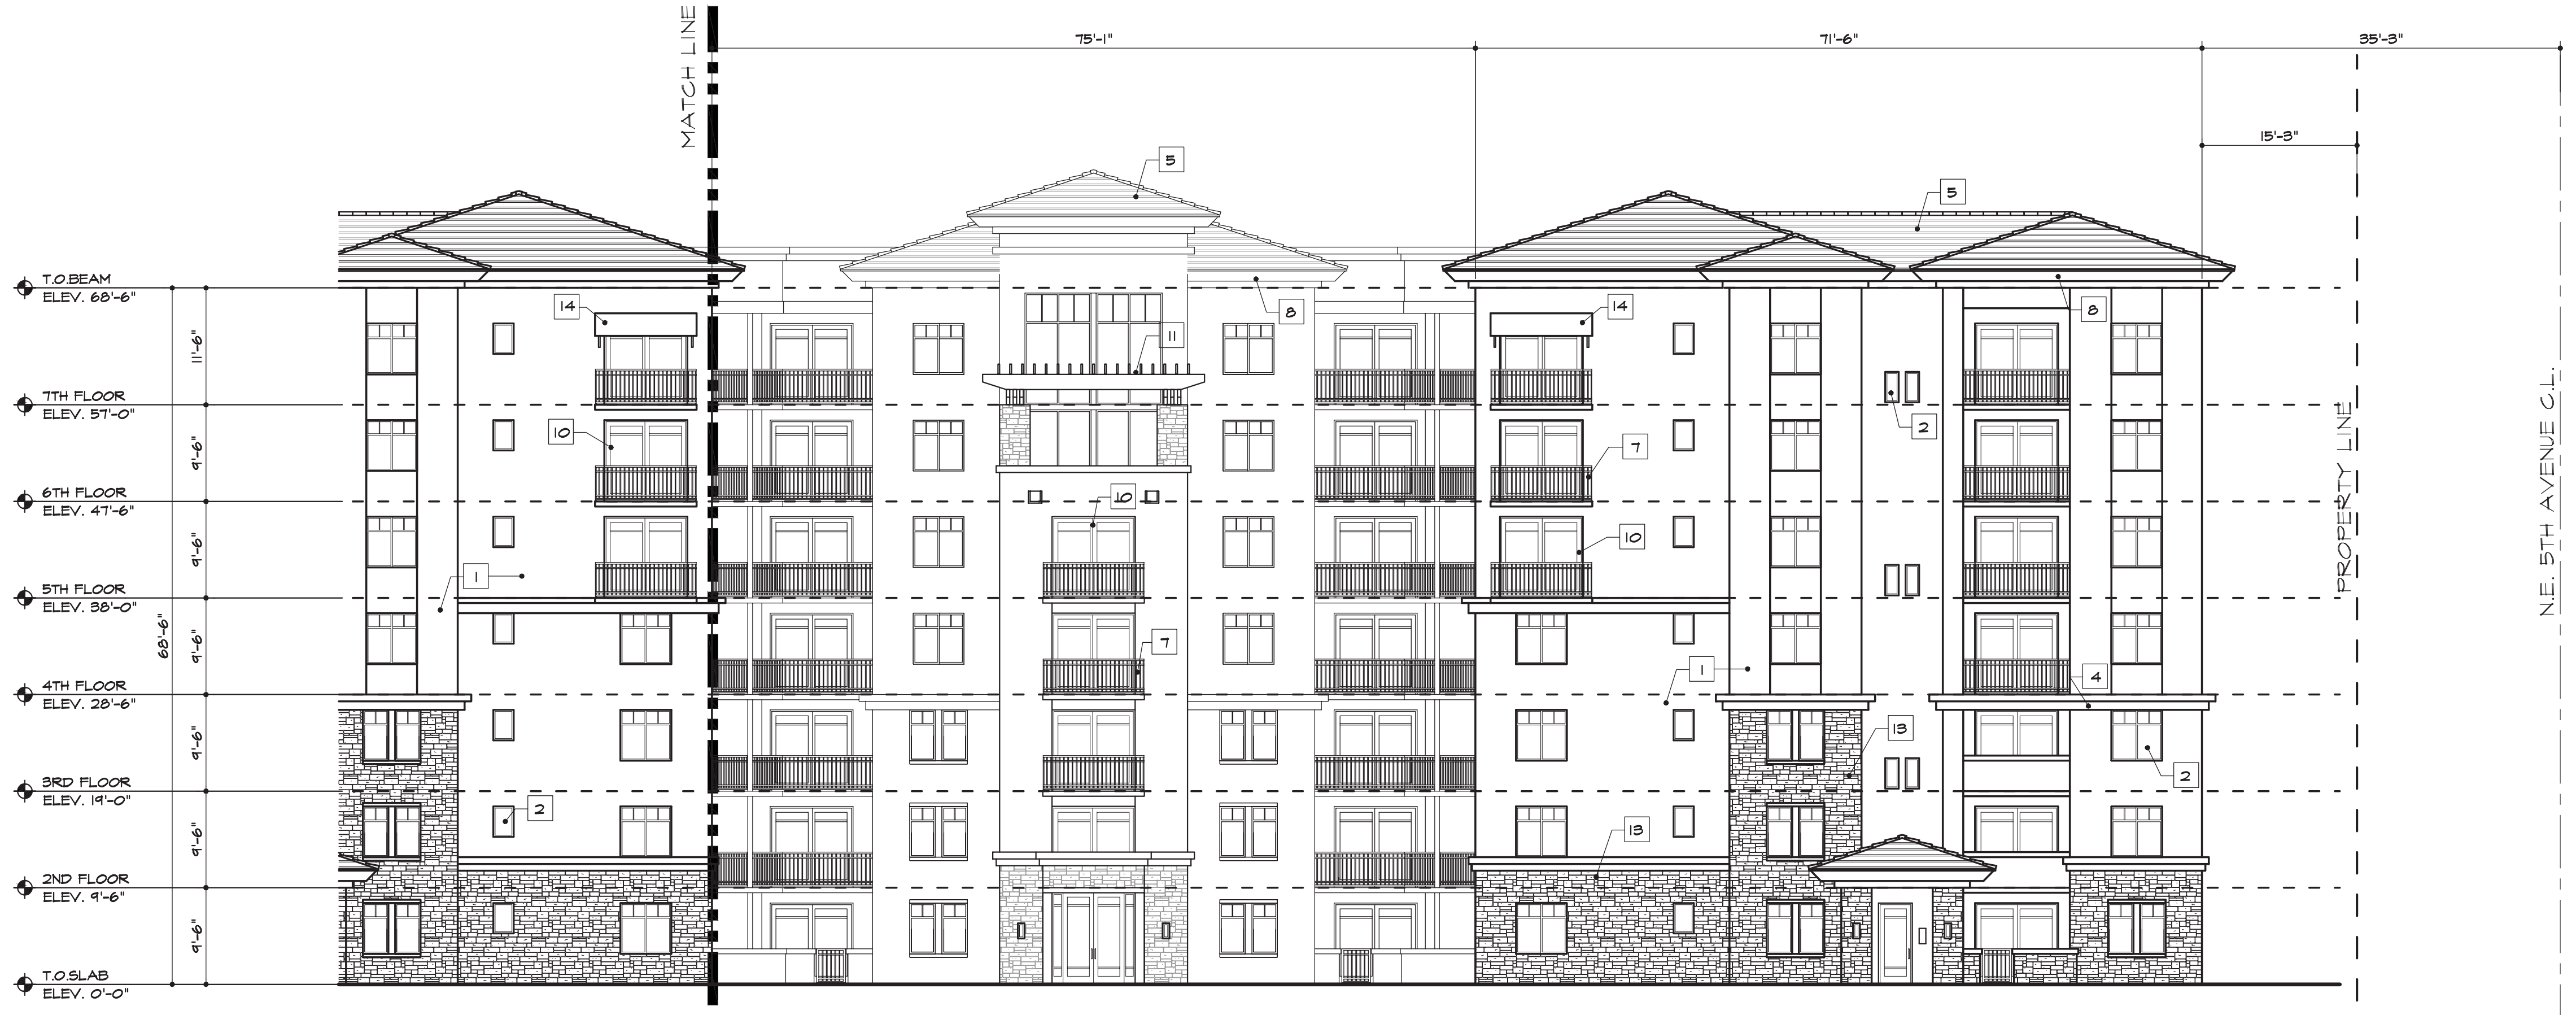 MATCH LINE
75'-1"
71'-6"
35'-3"
15'-3"
5
5
T.O.BEAM
ELEV. 68'-6"
14
8
11
14
8
11'-6"
7TH FLOOR
ELEV. 57'-0"
2
10
7
9'-6"
6TH FLOOR
ELEV. 47'-6"
10
10
9'-6"
5TH FLOOR
ELEV. 38'-0"
1
PROPERTY LINE
N.E. 5TH AVENUE C.L.
68'-6"
9'-6"
7
1
4
4TH FLOOR
ELEV. 28'-6"
13
9'-6"
2
3RD FLOOR
ELEV. 19'-0"
2
13
9'-6"
2ND FLOOR
ELEV. 9'-6"
9'-6"
T.O.SLAB
ELEV. 0'-0"